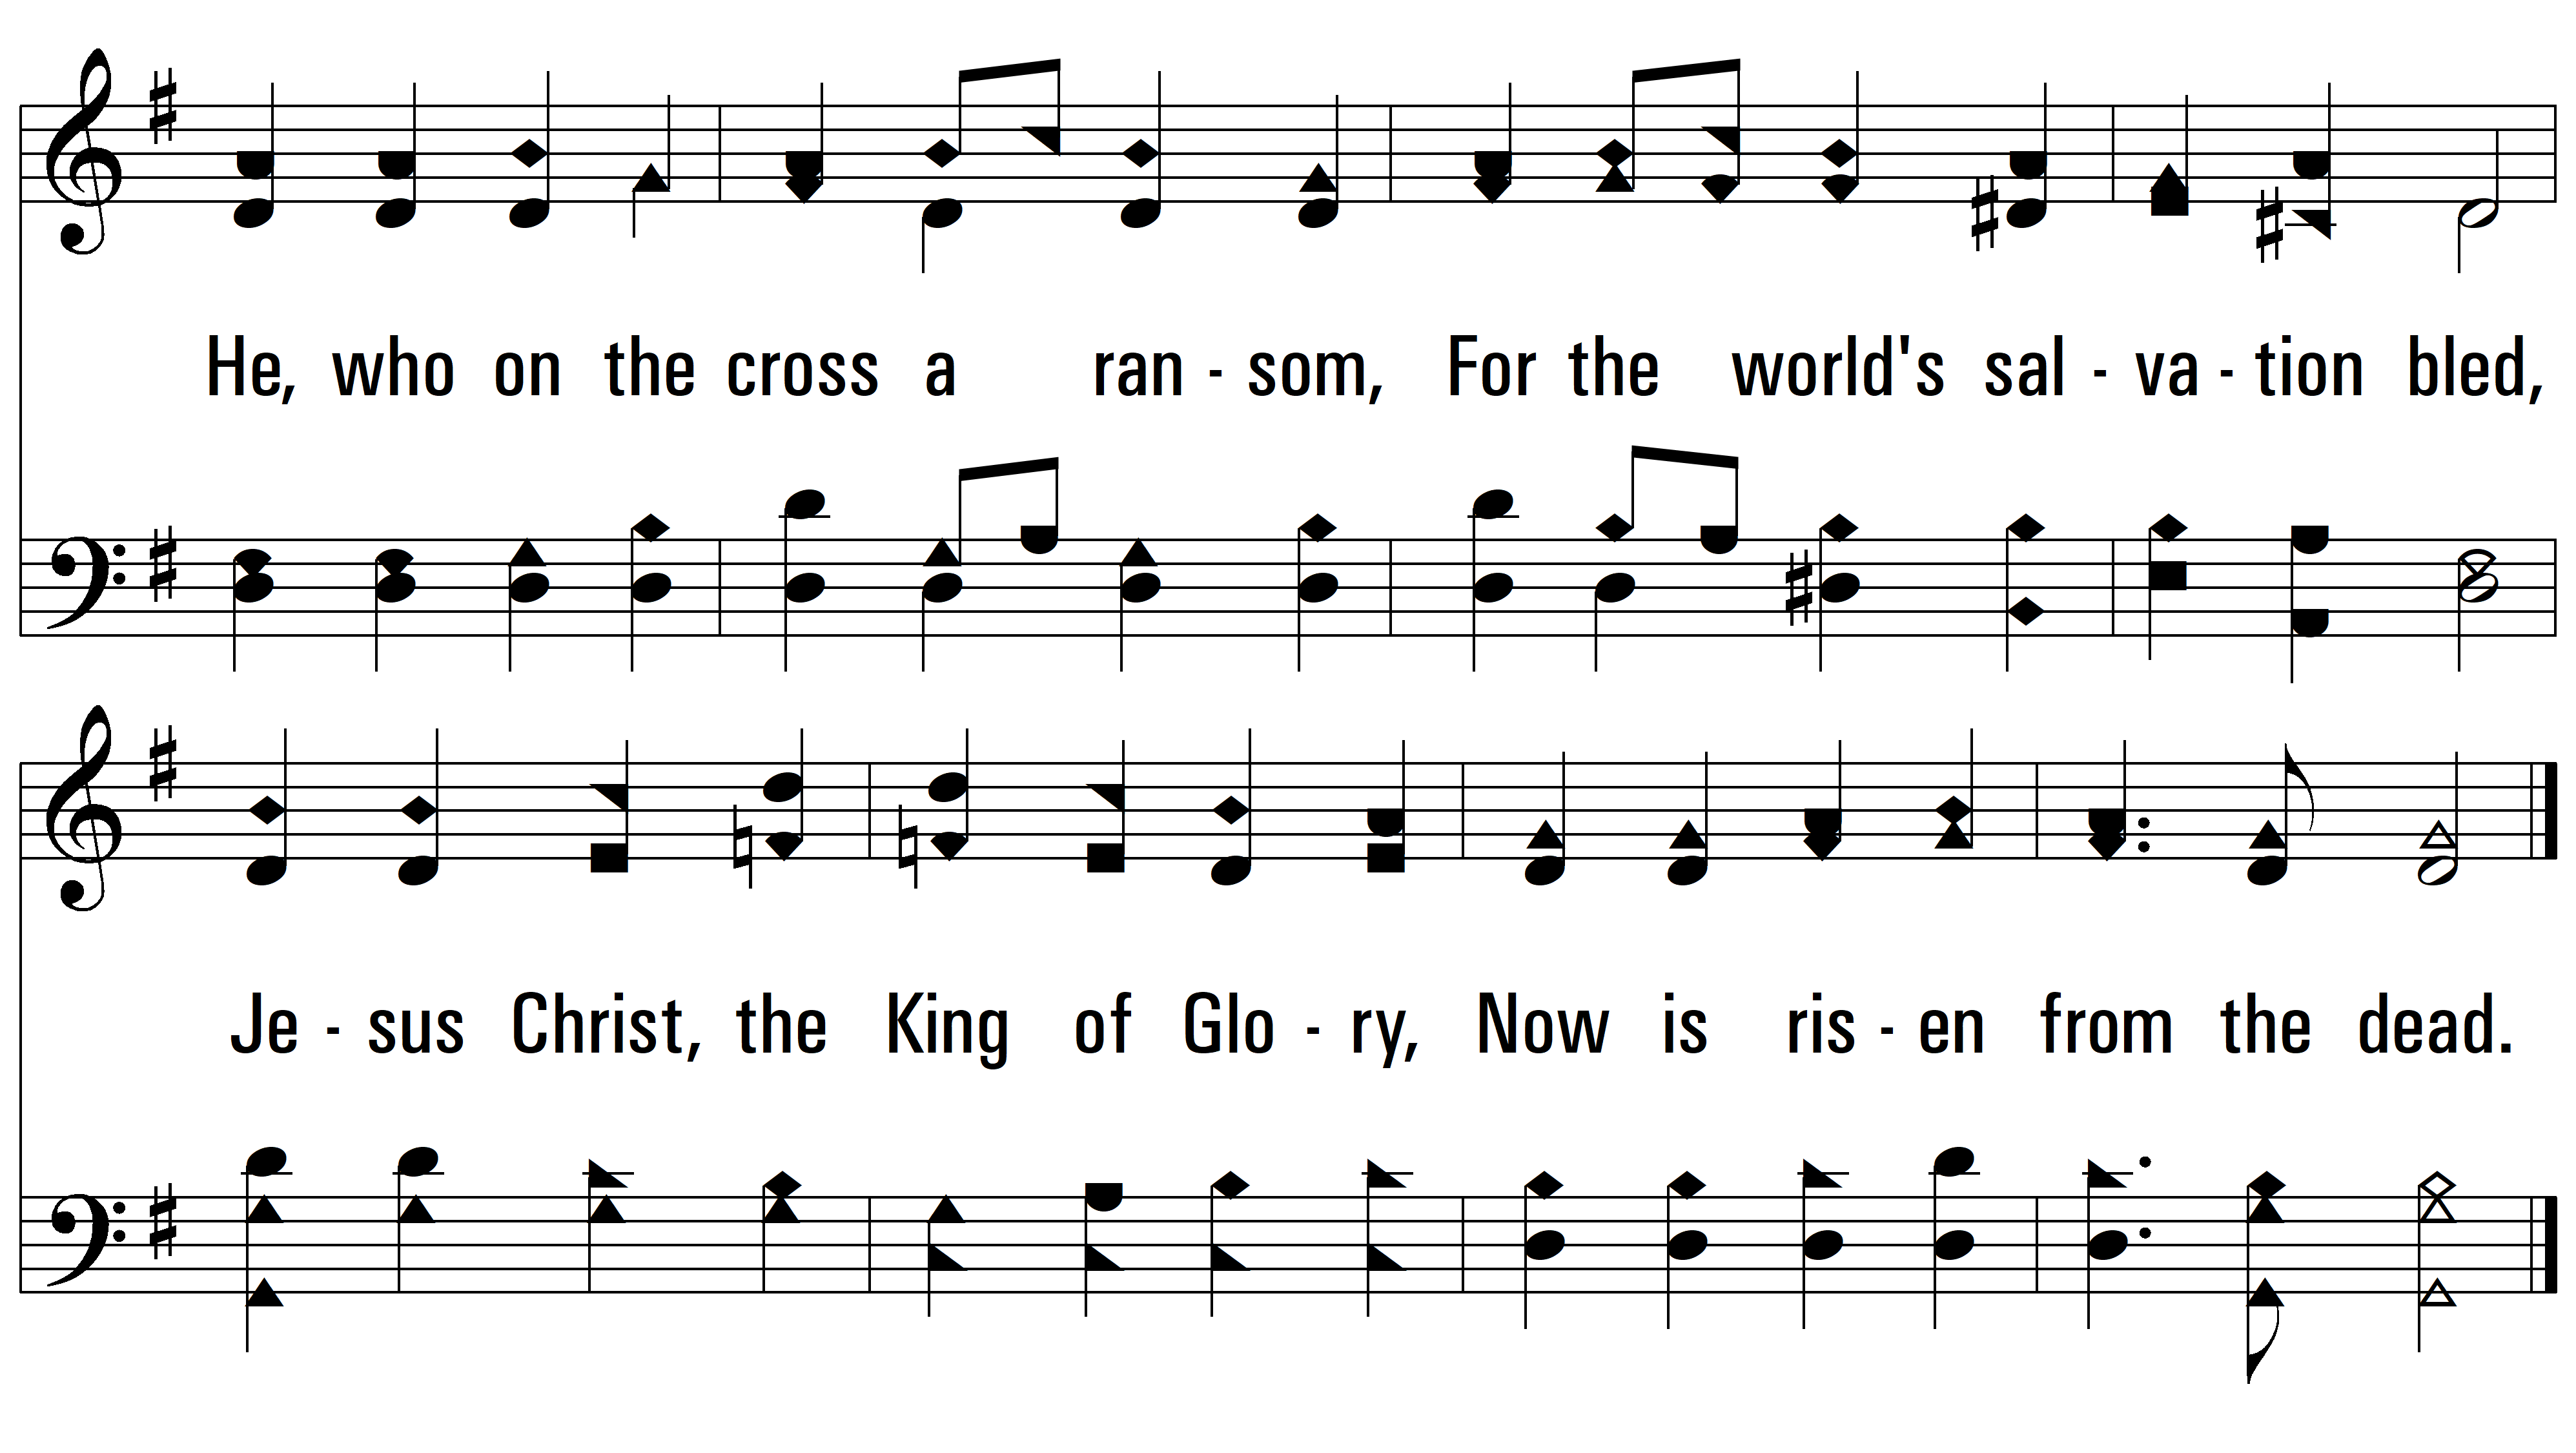 He, who on the cross a ran - som, For the world's sal - va - tion bled,
Je - sus Christ, the King of Glo - ry, Now is ris - en from the dead.